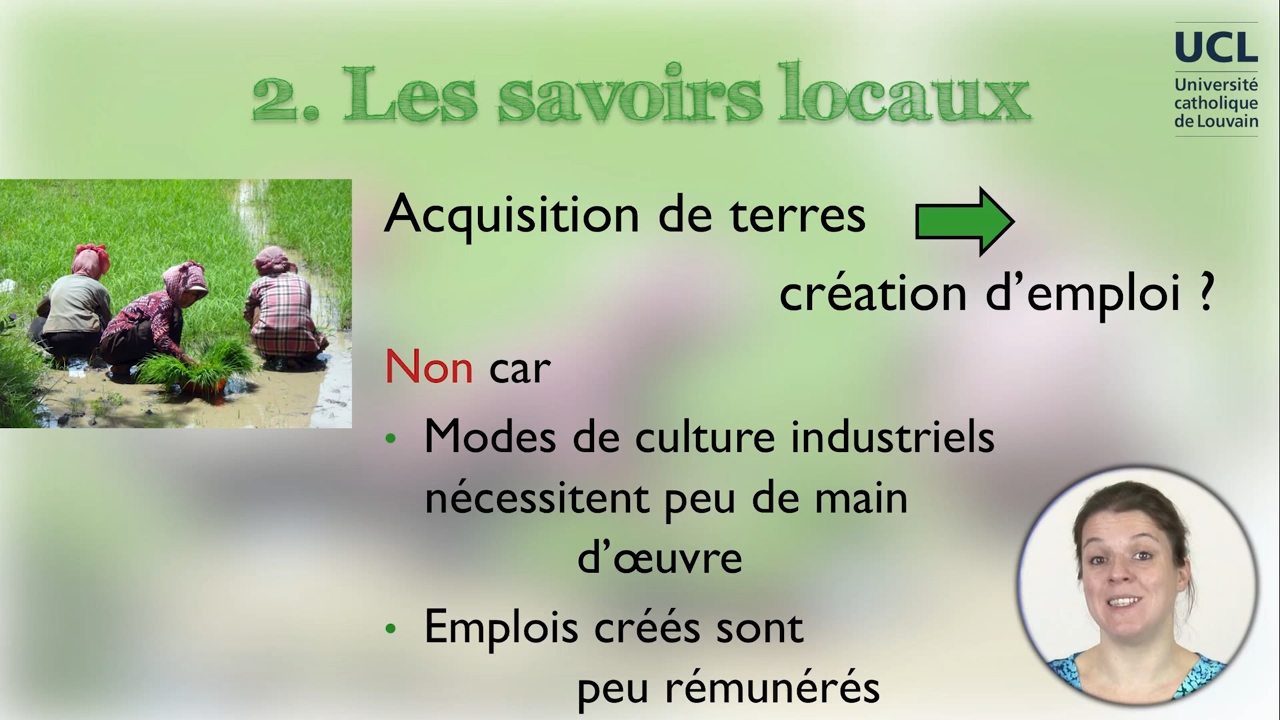 2. Les savoirs locaux
UCL
Université
catholique
de Louvain
Acquisition de terres
création d’emploi ?
Non car
• Modes de culture industriels
nécessitent peu de main
d’œuvre
• Emplois créés sont
peu rémunérés